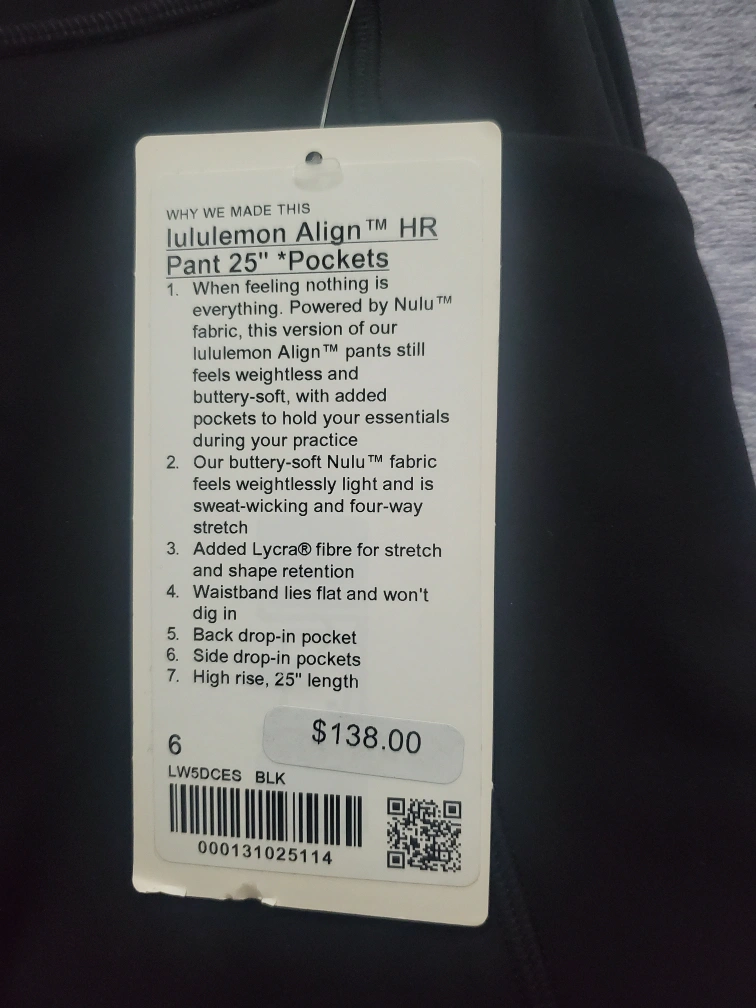 WHY WE MADE THIS
lululemon Align™ HR
Pant 25" *Pockets
1. When feeling nothing is
everything. Powered by Nulu™
fabric, this version of our
lululemon Align™ pants still
feels weightless and
buttery-soft, with added
pockets to hold your essentials
during your practice
2. Our buttery-soft Nulu™ fabric
feels weightlessly light and is
sweat-wicking and four-way
stretch
3. Added Lycra® fibre for stretch
and shape retention
4. Waistband lies flat and won't
dig in
5. Back drop-in pocket
6. Side drop-in pockets
7. High rise, 25" length
$138.00
6
LW5DCES BLK
000131025114